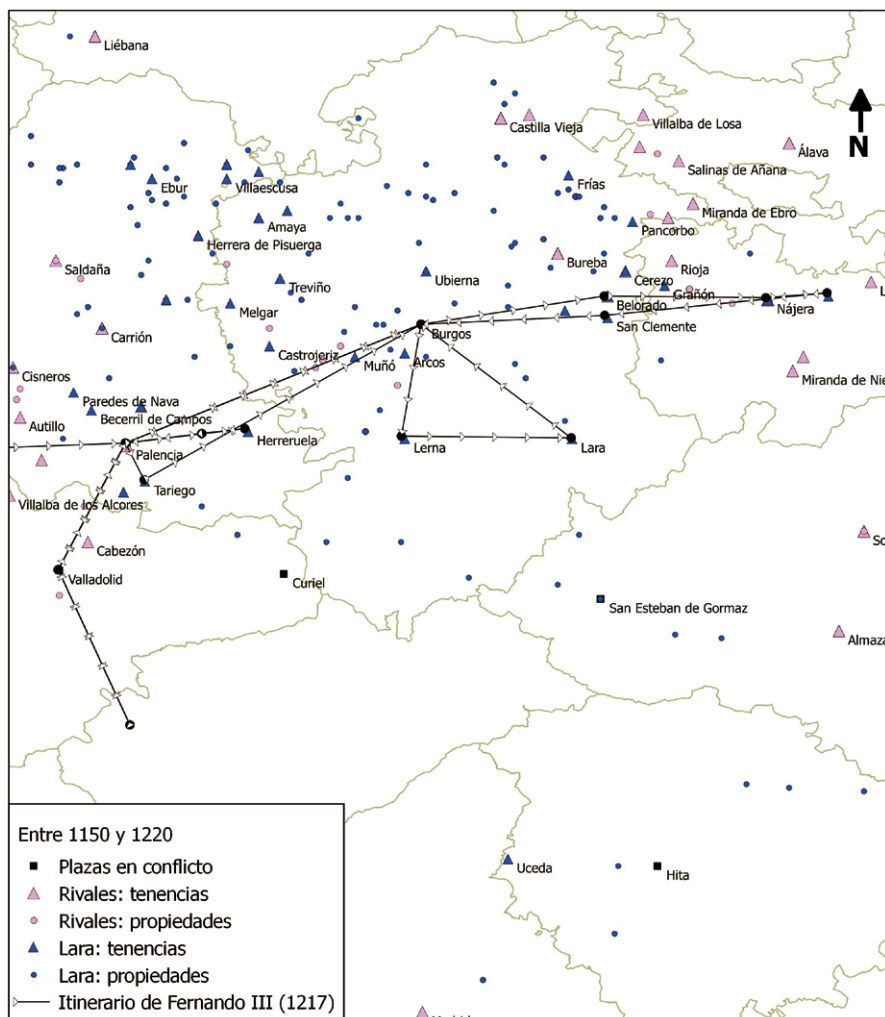 Liébana
Castilla Vieja
Villalba de Losa
Álava
N
Salinas de Añana
Ebur
Villaescusa
Frías
Miranda de Ebro
Amaya
Pancorbo
Herrera de Pisuerga
Saldaña
Bureba
Rioja
Ubierna
Cerezo
Treviño
Grañón
L
Melgar
Belorado
Nájera
Carrión
Burgos
San Clemente
Castrojeriz
Muñó
Arcos
Cisneros
Miranda de Nie
Paredes de Nava
Becerril de Campos
Autillo
Herreruela
Lerna
Lara
Palencia
Tariego
Villalba de los Alcores
Cabezón
So
Valladolid
Curiel
San Esteban de Gormaz
Almaza
Uceda
Hita
Entre 1150 y 1220
Plazas en conflicto
Rivales: tenencias
Rivales: propiedades
Lara: tenencias
Lara: propiedades
Itinerario de Fernando III (1217)